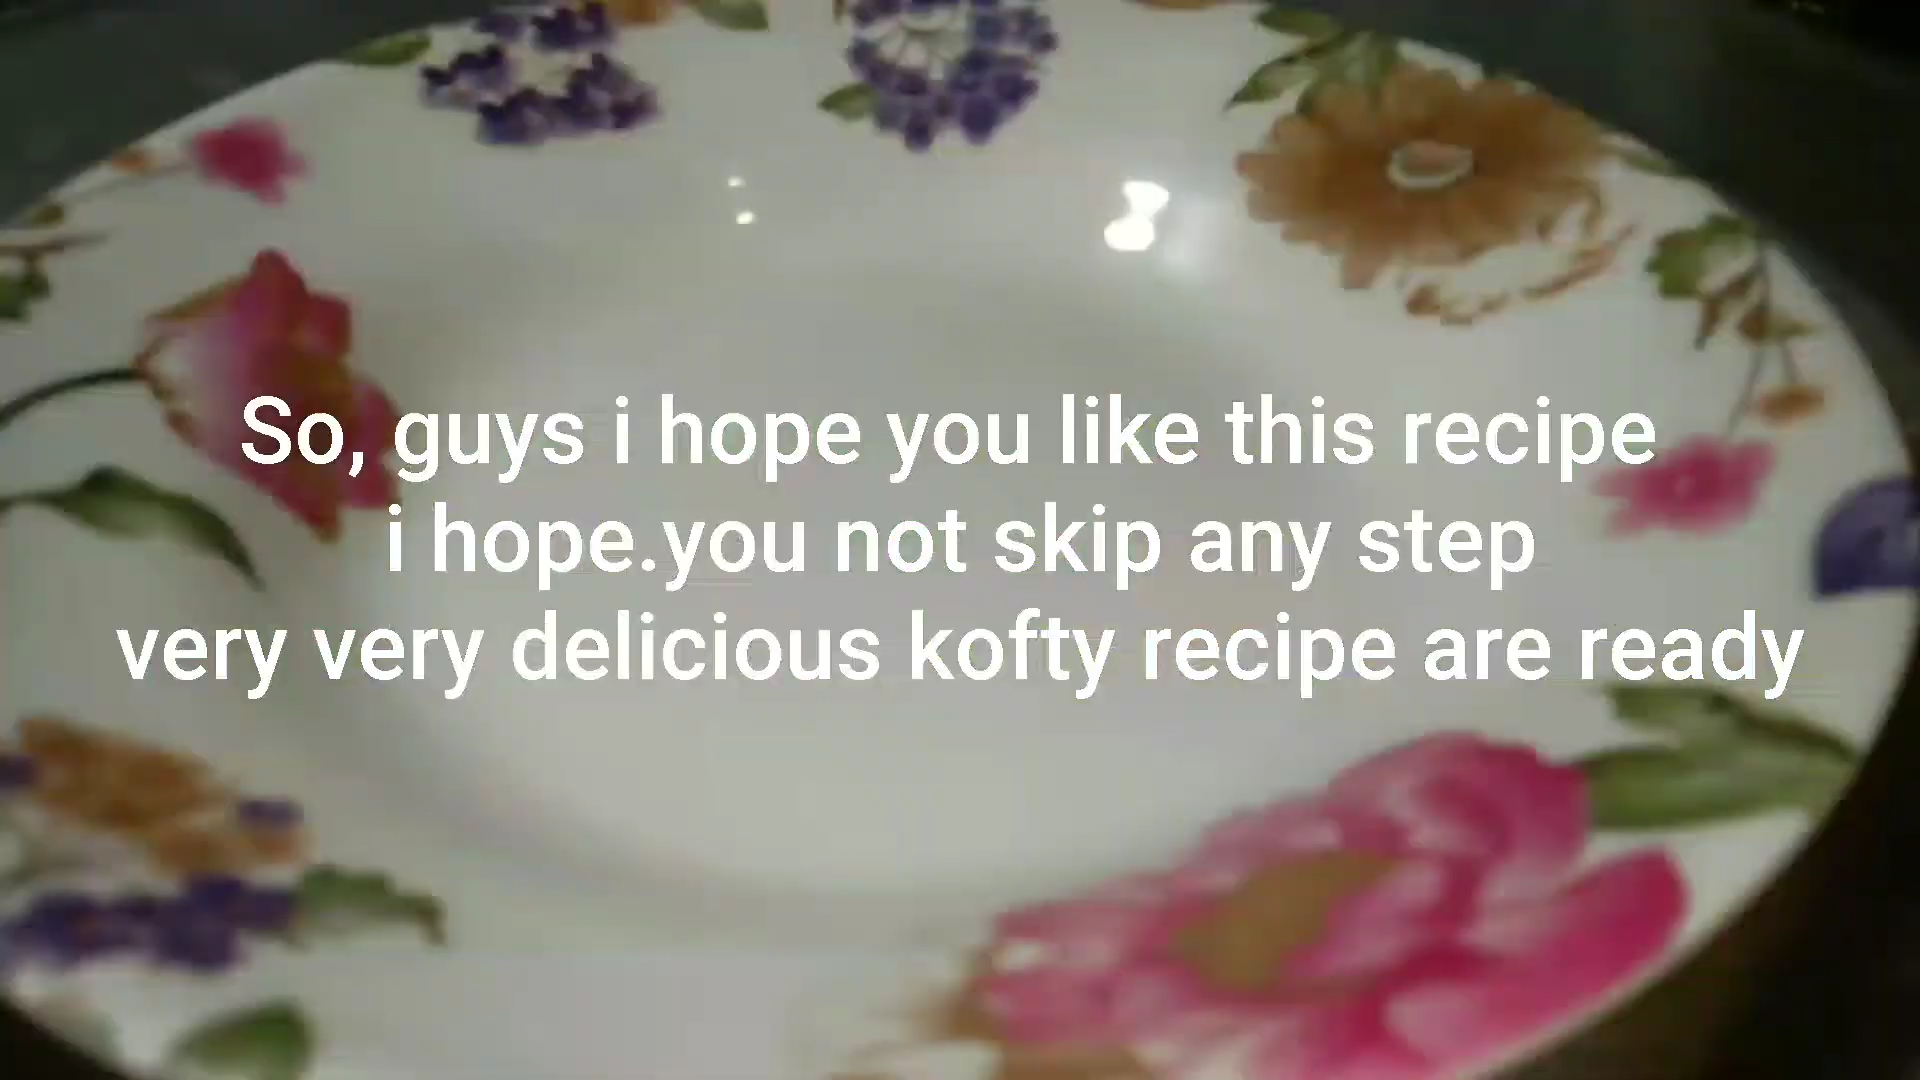 So, guys i hope you like this recipe
i hope.you not skip any step
very very delicious kofty recipe are ready